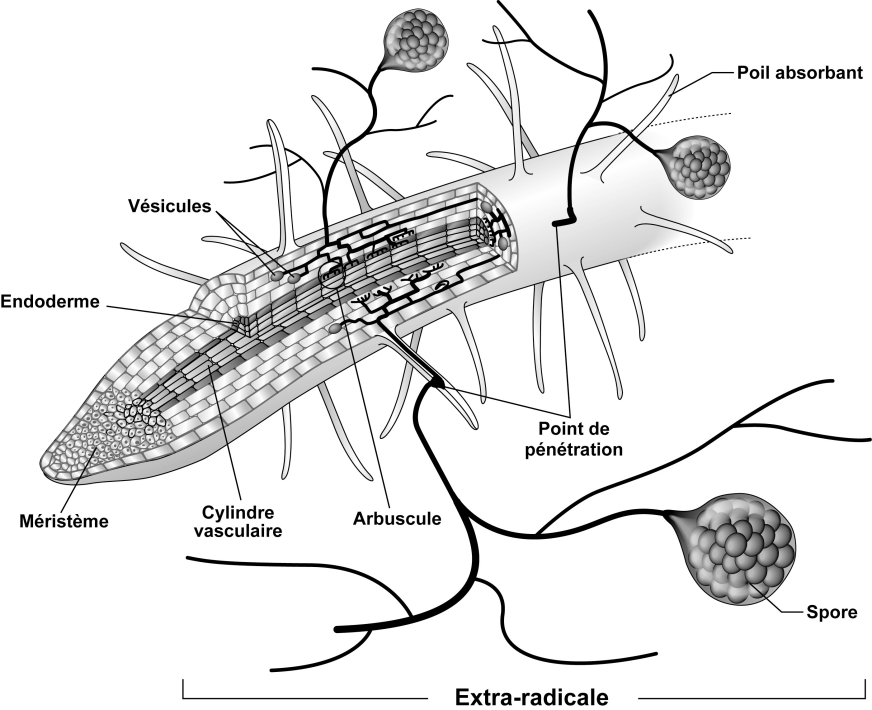 Poil absorbant
Vésicules
Endoderme
Point de
pénétration
Méristème
Cylindre
vasculaire
Arbuscule
Spore
Extra-radicale